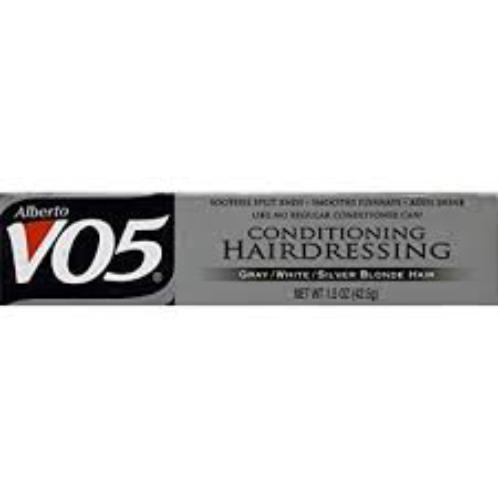 Alberto
VO5®
SOOTHES SPLIT ENDS • SMOOTHS FLYAWAYS • ADDS SHINE
LIKE NO REGULAR CONDITIONER CAN!
CONDITIONING
HAIRDRESSING
GRAY/WHITE/SILVER BLONDE HAIR
NET WT 1.5 OZ (42.5g)